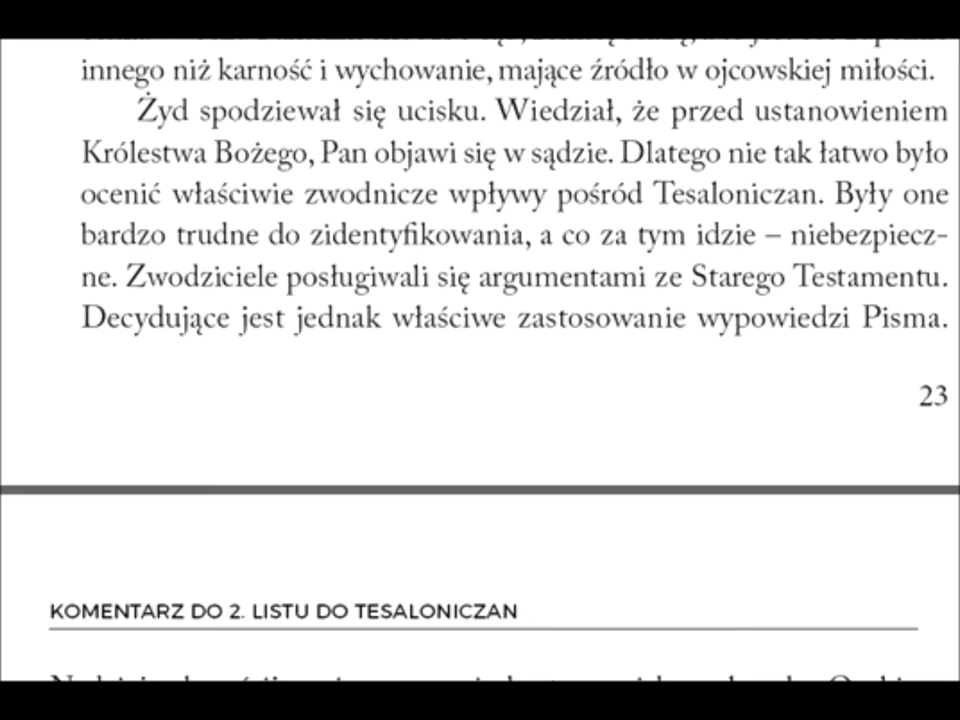 innego niż karność i wychowanie, mające źródło w ojcowskiej miłości.
Żyd spodziewał się ucisku. Wiedział, że przed ustanowieniem
Królestwa Bożego, Pan objawi się w sądzie. Dlatego nie tak łatwo było
ocenić właściwie zwodnicze wpływy pośród Tesaloniczan. Były one
bardzo trudne do zidentyfikowania, a co za tym idzie – niebezpiecz-
ne. Zwodziciele posługiwali się argumentami ze Starego Testamentu.
Decydujące jest jednak właściwe zastosowanie wypowiedzi Pisma.
23
KOMENTARZ DO 2. LISTU DO TESALONICZAN